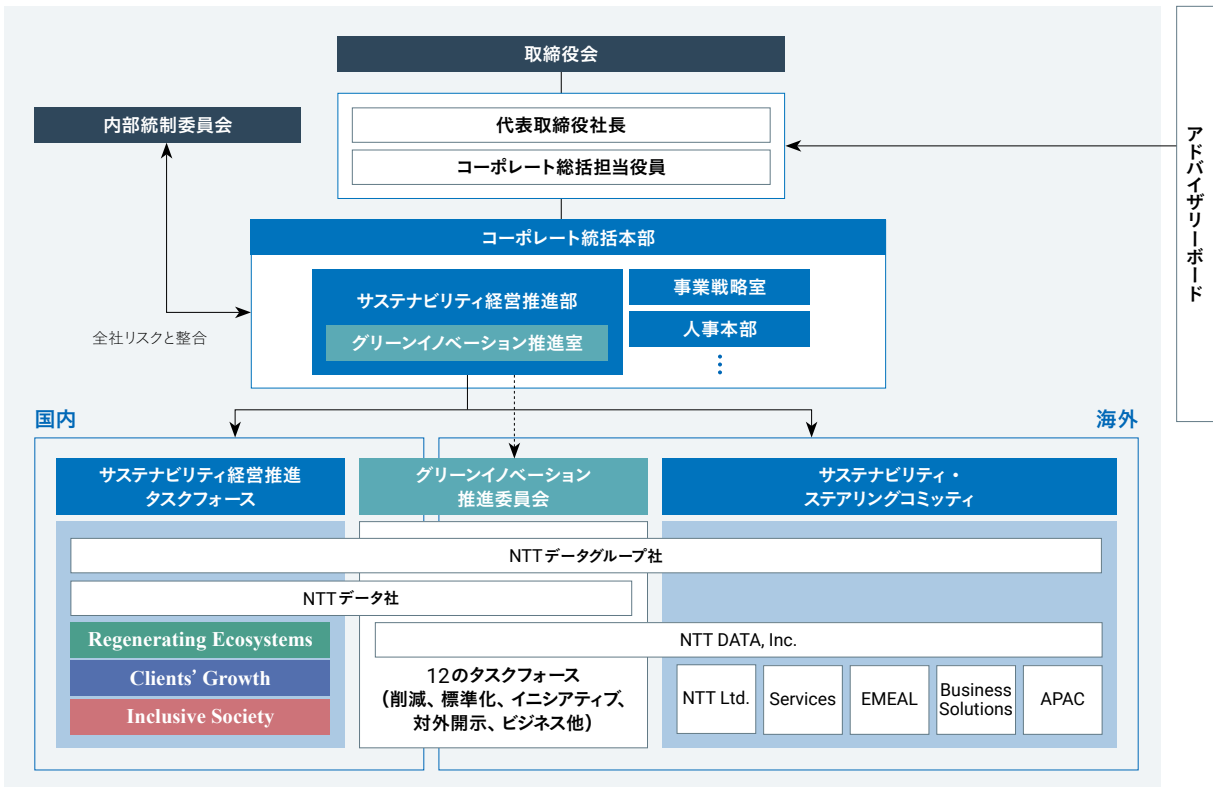 取締役会
内部統制委員会
代表取締役社長
コーポレート総括担当役員
アドバイザリーボード
コーポレート統括本部
サステナビリティ経営推進部
グリーンイノベーション推進室
事業戦略室
人事本部
全社リスクと整合
国内
海外
サステナビリティ経営推進
タスクフォース
グリーンイノベーション
推進委員会
サステナビリティ・
ステアリングコミッティ
NTTデータグループ社
NTTデータ社
Regenerating Ecosystems
Clients’ Growth
Inclusive Society
NTT DATA, Inc.
12のタスクフォース
（削減、標準化、イニシアティブ、
対外開示、ビジネス他）
NTT Ltd.
Services
EMEAL
Business
Solutions
APAC